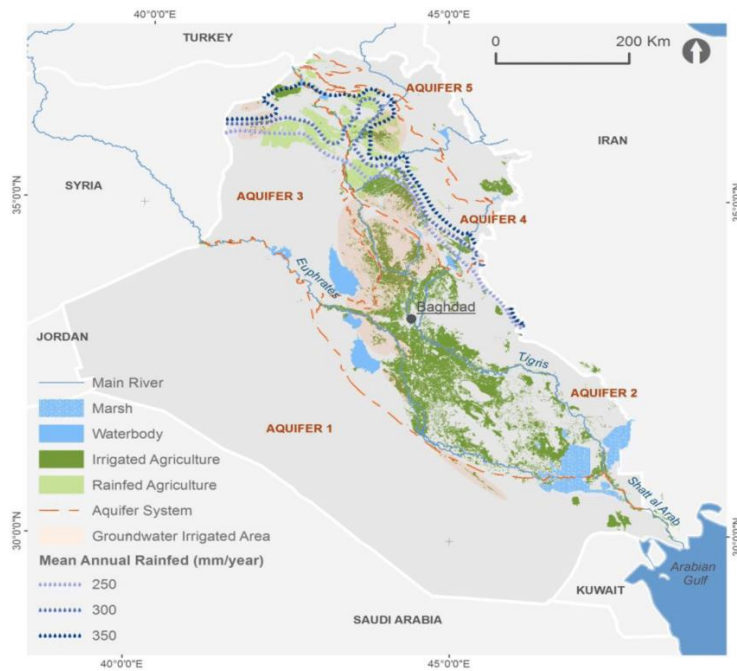 40°0'0"E
45°0'0"E
TURKEY
0
200 Km
AQUIFER 5
IRAN
SYRIA
35°0'0"N
35°0'0"N
AQUIFER 3
AQUIFER 4
Euphrates
Baghdad
JORDAN
Tigris
Main River
Marsh
AQUIFER 2
Waterbody
AQUIFER 1
Irrigated Agriculture
Rainfed Agriculture
Aquifer System
Shatt al Arab
Groundwater Irrigated Area
30°0'0"N
Mean Annual Rainfed (mm/year)
250
300
350
Arabian
Gulf
KUWAIT
SAUDI ARABIA
40°0'0"E
45°0'0"E